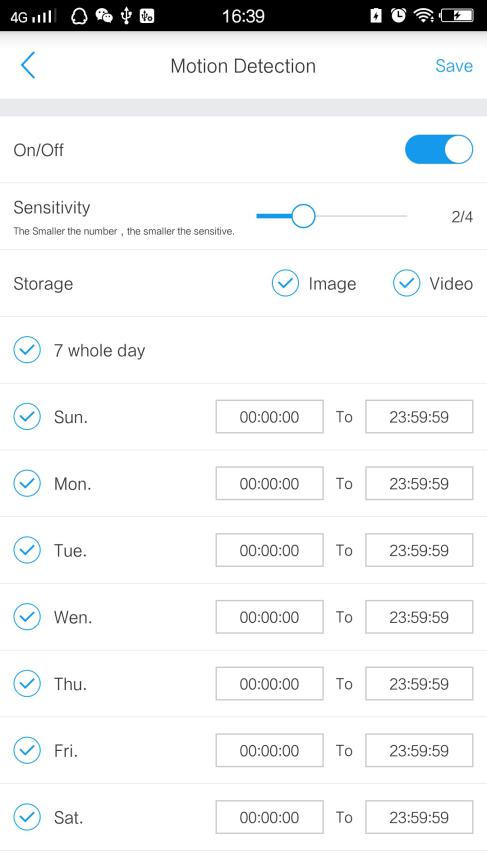 4G 16:39
Motion Detection Save
On/Off
Sensitivity
The Smaller the number , the smaller the sensitive. 2/4
Storage Image Video
7 whole day
Sun. 00:00:00 To 23:59:59
Mon. 00:00:00 To 23:59:59
Tue. 00:00:00 To 23:59:59
Wen. 00:00:00 To 23:59:59
Thu. 00:00:00 To 23:59:59
Fri. 00:00:00 To 23:59:59
Sat. 00:00:00 To 23:59:59